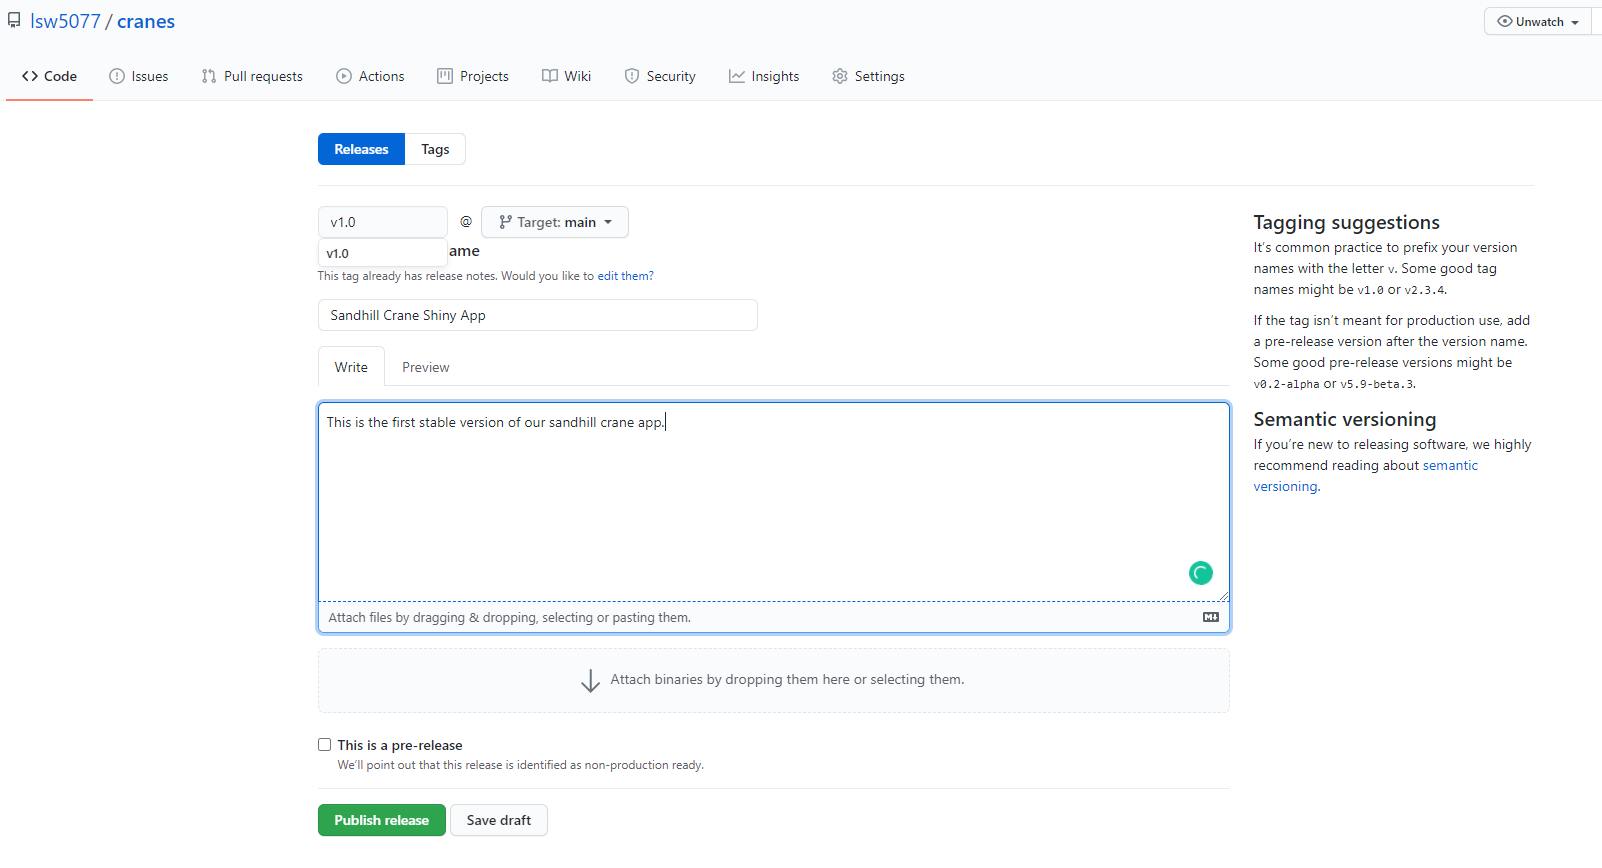 lsw5077 / cranes
Unwatch
Code
Issues
Pull requests
Actions
Projects
Wiki
Security
Insights
Settings
Releases
Tags
v1.0
@
Target: main
v1.0
ame
This tag already has release notes. Would you like to edit them?
Sandhill Crane Shiny App
Write
Preview
This is the first stable version of our sandhill crane app.
Attach files by dragging & dropping, selecting or pasting them.
Attach binaries by dropping them here or selecting them.
This is a pre-release
We’ll point out that this release is identified as non-production ready.
Publish release
Save draft
Tagging suggestions
It’s common practice to prefix your version
names with the letter v. Some good tag
names might be v1.0 or v2.3.4.
If the tag isn’t meant for production use, add
a pre-release version after the version name.
Some good pre-release versions might be
v0.2-alpha or v5.9-beta.3.
Semantic versioning
If you’re new to releasing software, we highly
recommend reading about semantic
versioning.